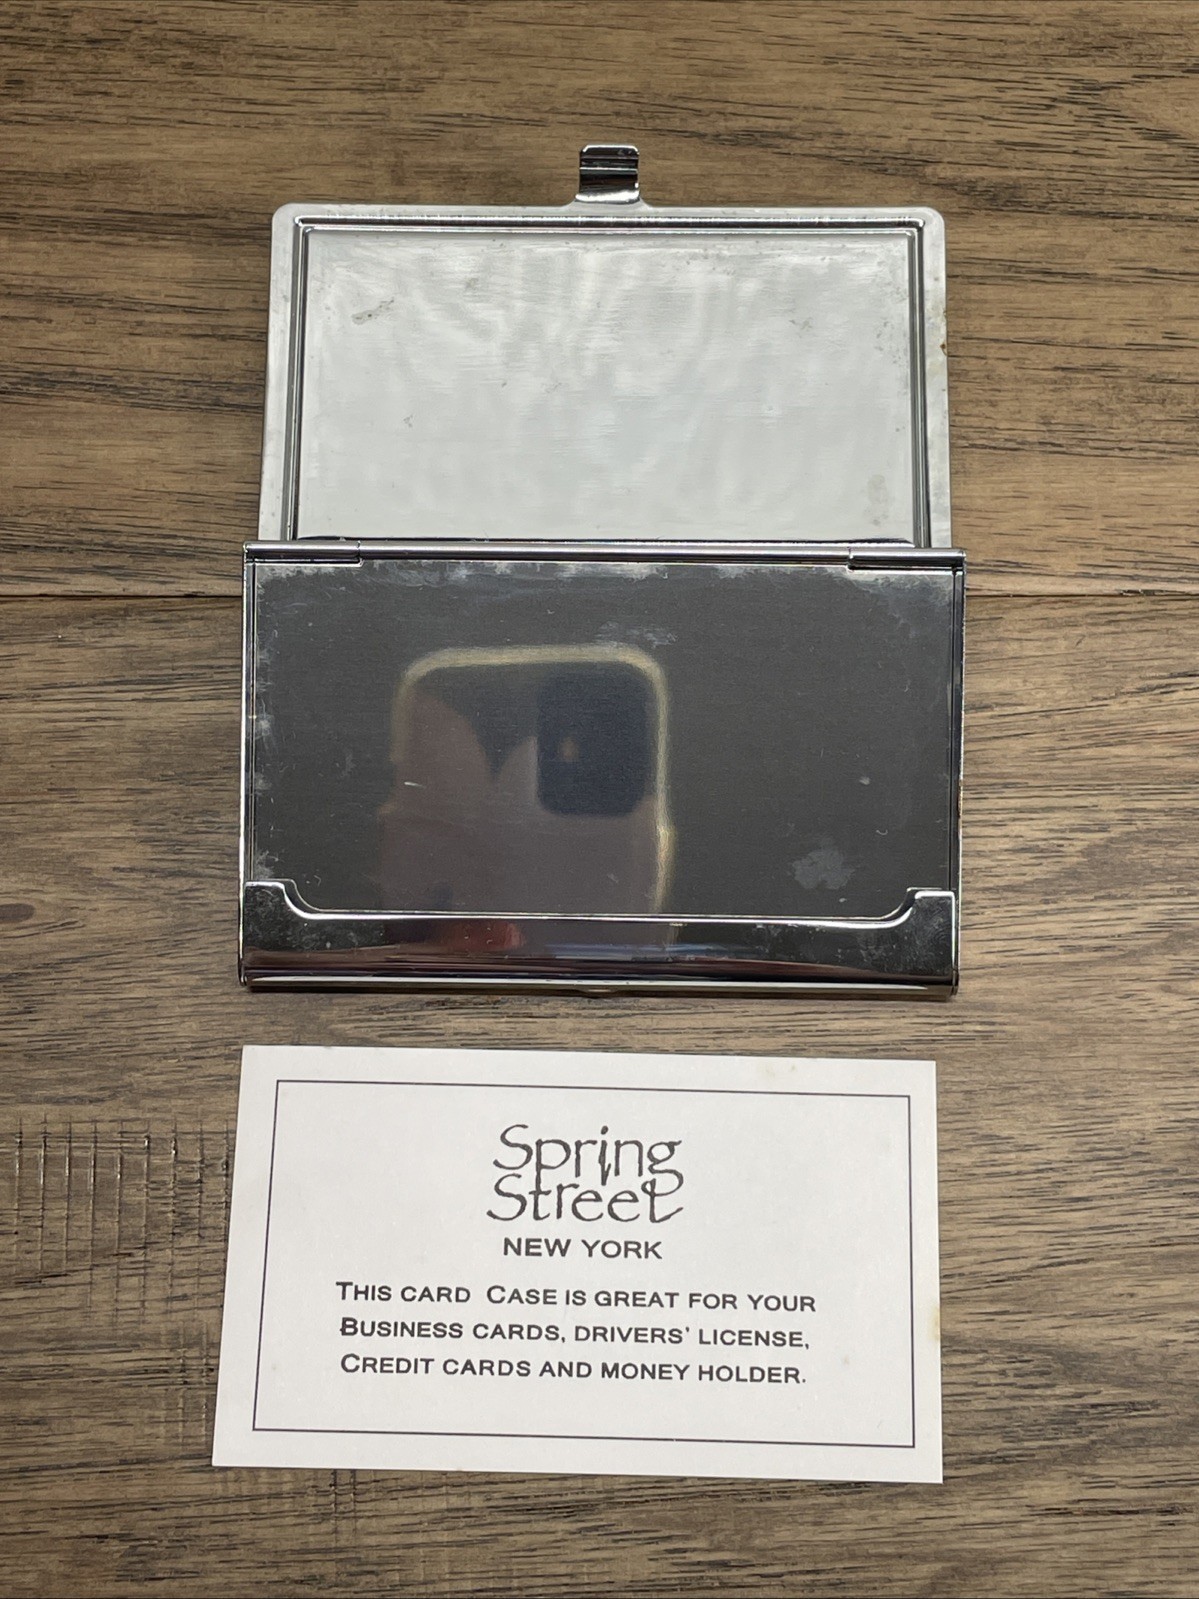 Spring
Street
NEW YORK
THIS CARD CASE IS GREAT FOR YOUR
BUSINESS CARDS, DRIVERS' LICENSE,
CREDIT CARDS AND MONEY HOLDER.